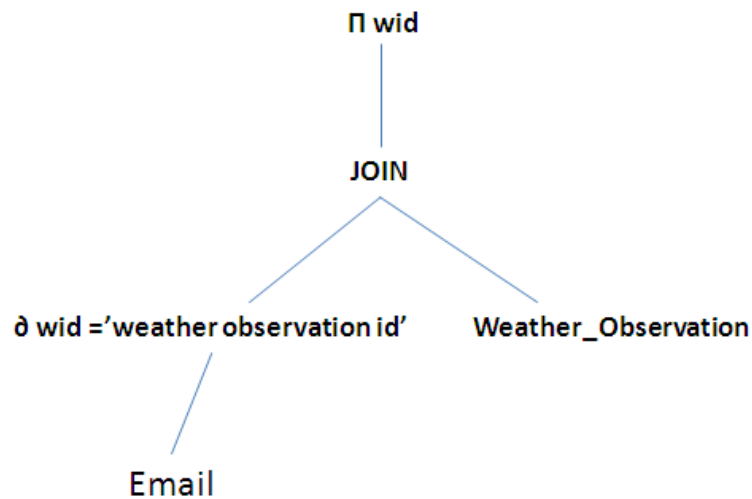 Π wid
JOIN
∂ wid =’weather observation id’
Weather_Observation
Email